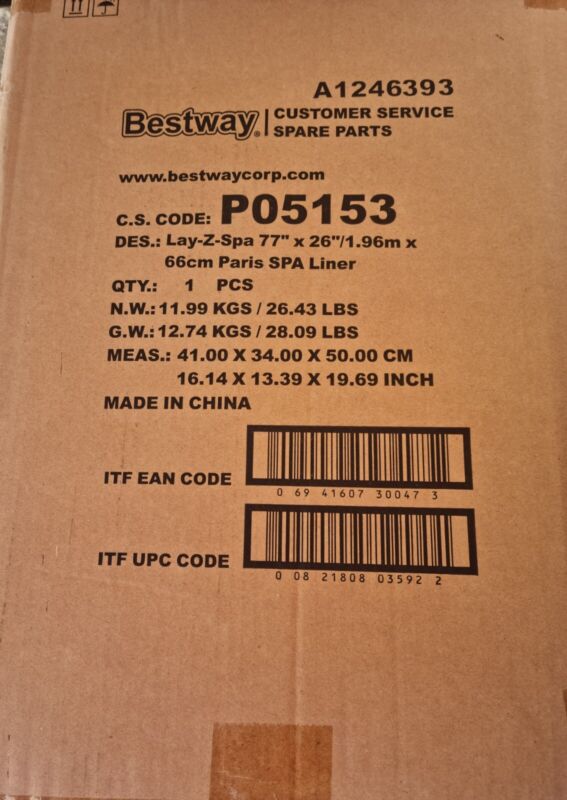 A1246393
Bestway® | CUSTOMER SERVICE
SPARE PARTS
www.bestwaycorp.com
C.S. CODE: P05153
DES.: Lay-Z-Spa 77" x 26"/1.96m x
66cm Paris SPA Liner
QTY.: 1 PCS
N.W.: 11.99 KGS / 26.43 LBS
G.W.: 12.74 KGS / 28.09 LBS
MEAS.: 41.00 X 34.00 X 50.00 CM
16.14 X 13.39 X 19.69 INCH
MADE IN CHINA
ITF EAN CODE
0 69 41607 30047 3
ITF UPC CODE
0 08 21808 03592 2